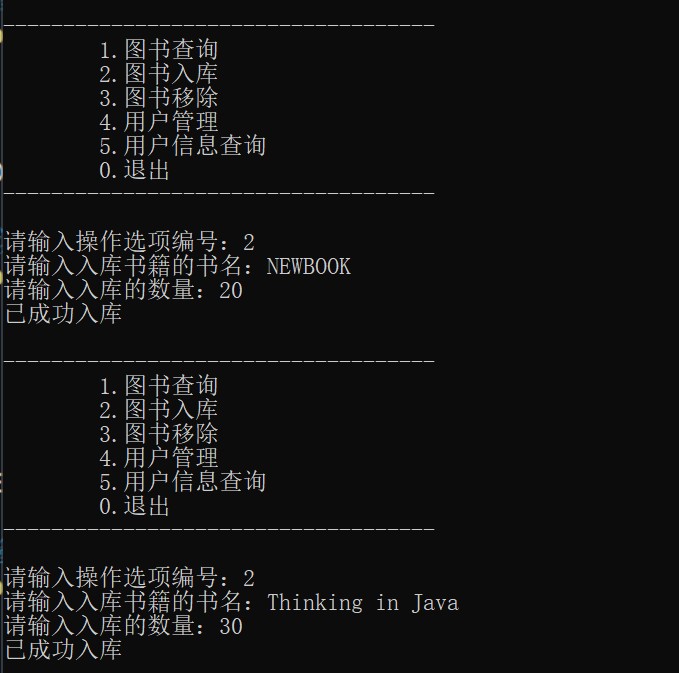 ------------------------------------
1.图书查询
2.图书入库
3.图书移除
4.用户管理
5.用户信息查询
0.退出
------------------------------------
请输入操作选项编号：2
请输入入库书籍的书名：NEWBOOK
请输入入库的数量：20
已成功入库
------------------------------------
1.图书查询
2.图书入库
3.图书移除
4.用户管理
5.用户信息查询
0.退出
------------------------------------
请输入操作选项编号：2
请输入入库书籍的书名：Thinking in Java
请输入入库的数量：30
已成功入库